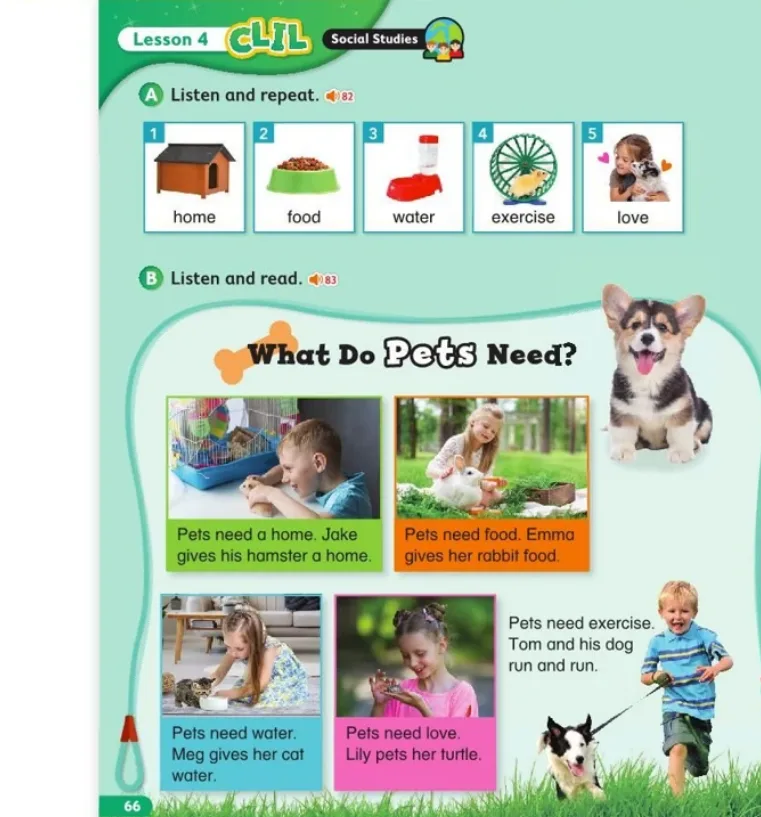 Lesson 4 CLIL Social Studies
A Listen and repeat. 82
1
home
2
food
3
water
4
exercise
5
love
B Listen and read. 83
What Do Pets Need?
Pets need a home. Jake
gives his hamster a home.
Pets need food. Emma
gives her rabbit food.
Pets need water.
Meg gives her cat
water.
Pets need love.
Lily pets her turtle.
Pets need exercise.
Tom and his dog
run and run.
66